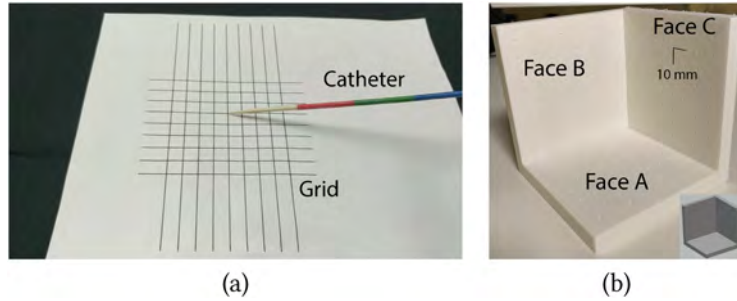 Catheter
Grid
(a)
Face B
Face C
10 mm
Face A
(b)